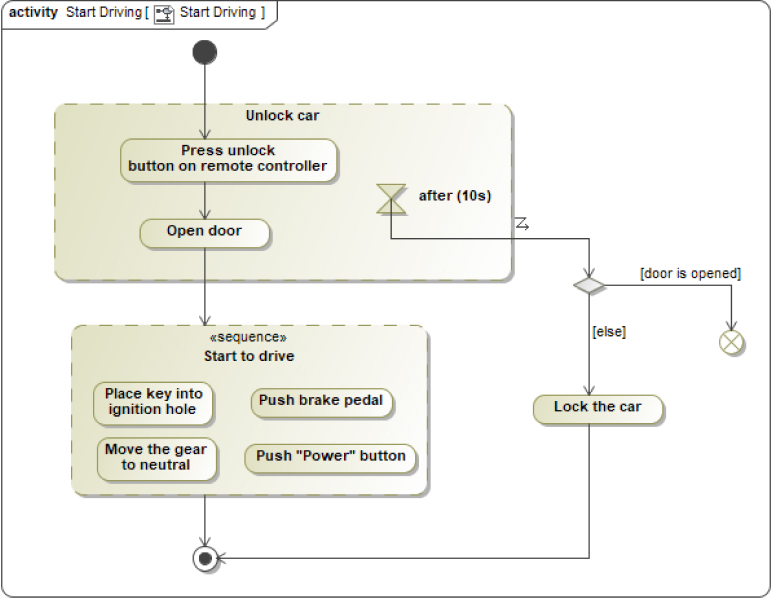 activity Start Driving [ Start Driving ]
Unlock car
Press unlock
button on remote controller
after (10s)
Open door
[door is opened]
[else]
«sequence»
Start to drive
Place key into
ignition hole
Push brake pedal
Lock the car
Move the gear
to neutral
Push "Power" button